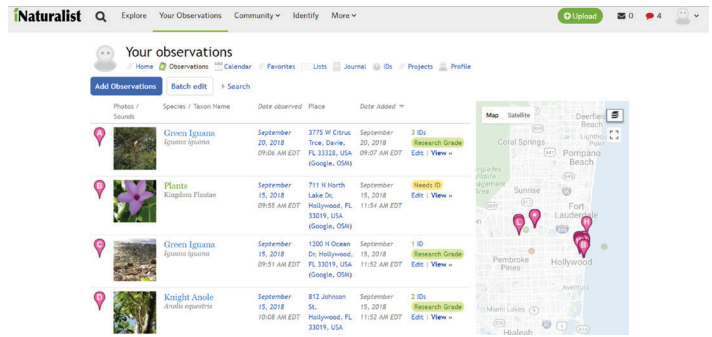 iNaturalist Explore Your Observations Community Identify More Upload 0 4
Your observations
Home Observations Calendar Favorites Lists Journal IDs Projects Profile
Add Observations Batch edit Search
Photos / Sounds Species / Taxon Name Date observed Place Date Added
A
Green Iguana
Iguana iguana
September 20, 2018
09:06 AM EDT
3775 W Citrus
Trce, Davie,
FL 33328, USA
(Google, OSM)
September
20, 2018
09:07 AM EDT
3 IDs
Research Grade
Edit | View »
B
Plants
Kingdom Plantae
September
15, 2018
09:55 AM EDT
711 N North
Lake Dr,
Hollywood, FL
33019, USA
(Google, OSM)
September
15, 2018
11:54 AM EDT
Needs ID
Edit | View »
C
Green Iguana
Iguana iguana
September
15, 2018
09:51 AM EDT
1200 N Ocean
Dr, Hollywood,
FL 33019, USA
(Google, OSM)
September
15, 2018
11:52 AM EDT
1 ID
Research Grade
Edit | View »
D
Knight Anole
Anolis equestris
September
15, 2018
10:08 AM EDT
812 Johnson
St,
Hollywood, FL
33019, USA
September
15, 2018
11:52 AM EDT
2 IDs
Research Grade
Edit | View »
Map Satellite
Deerfield
Beach
Coral Springs
Pompano
Beach
Sunrise
Fort
Lauderdale
L
H
B
Pembroke
Pines
Hollywood
Aventura
Miami Lakes
Hialeah